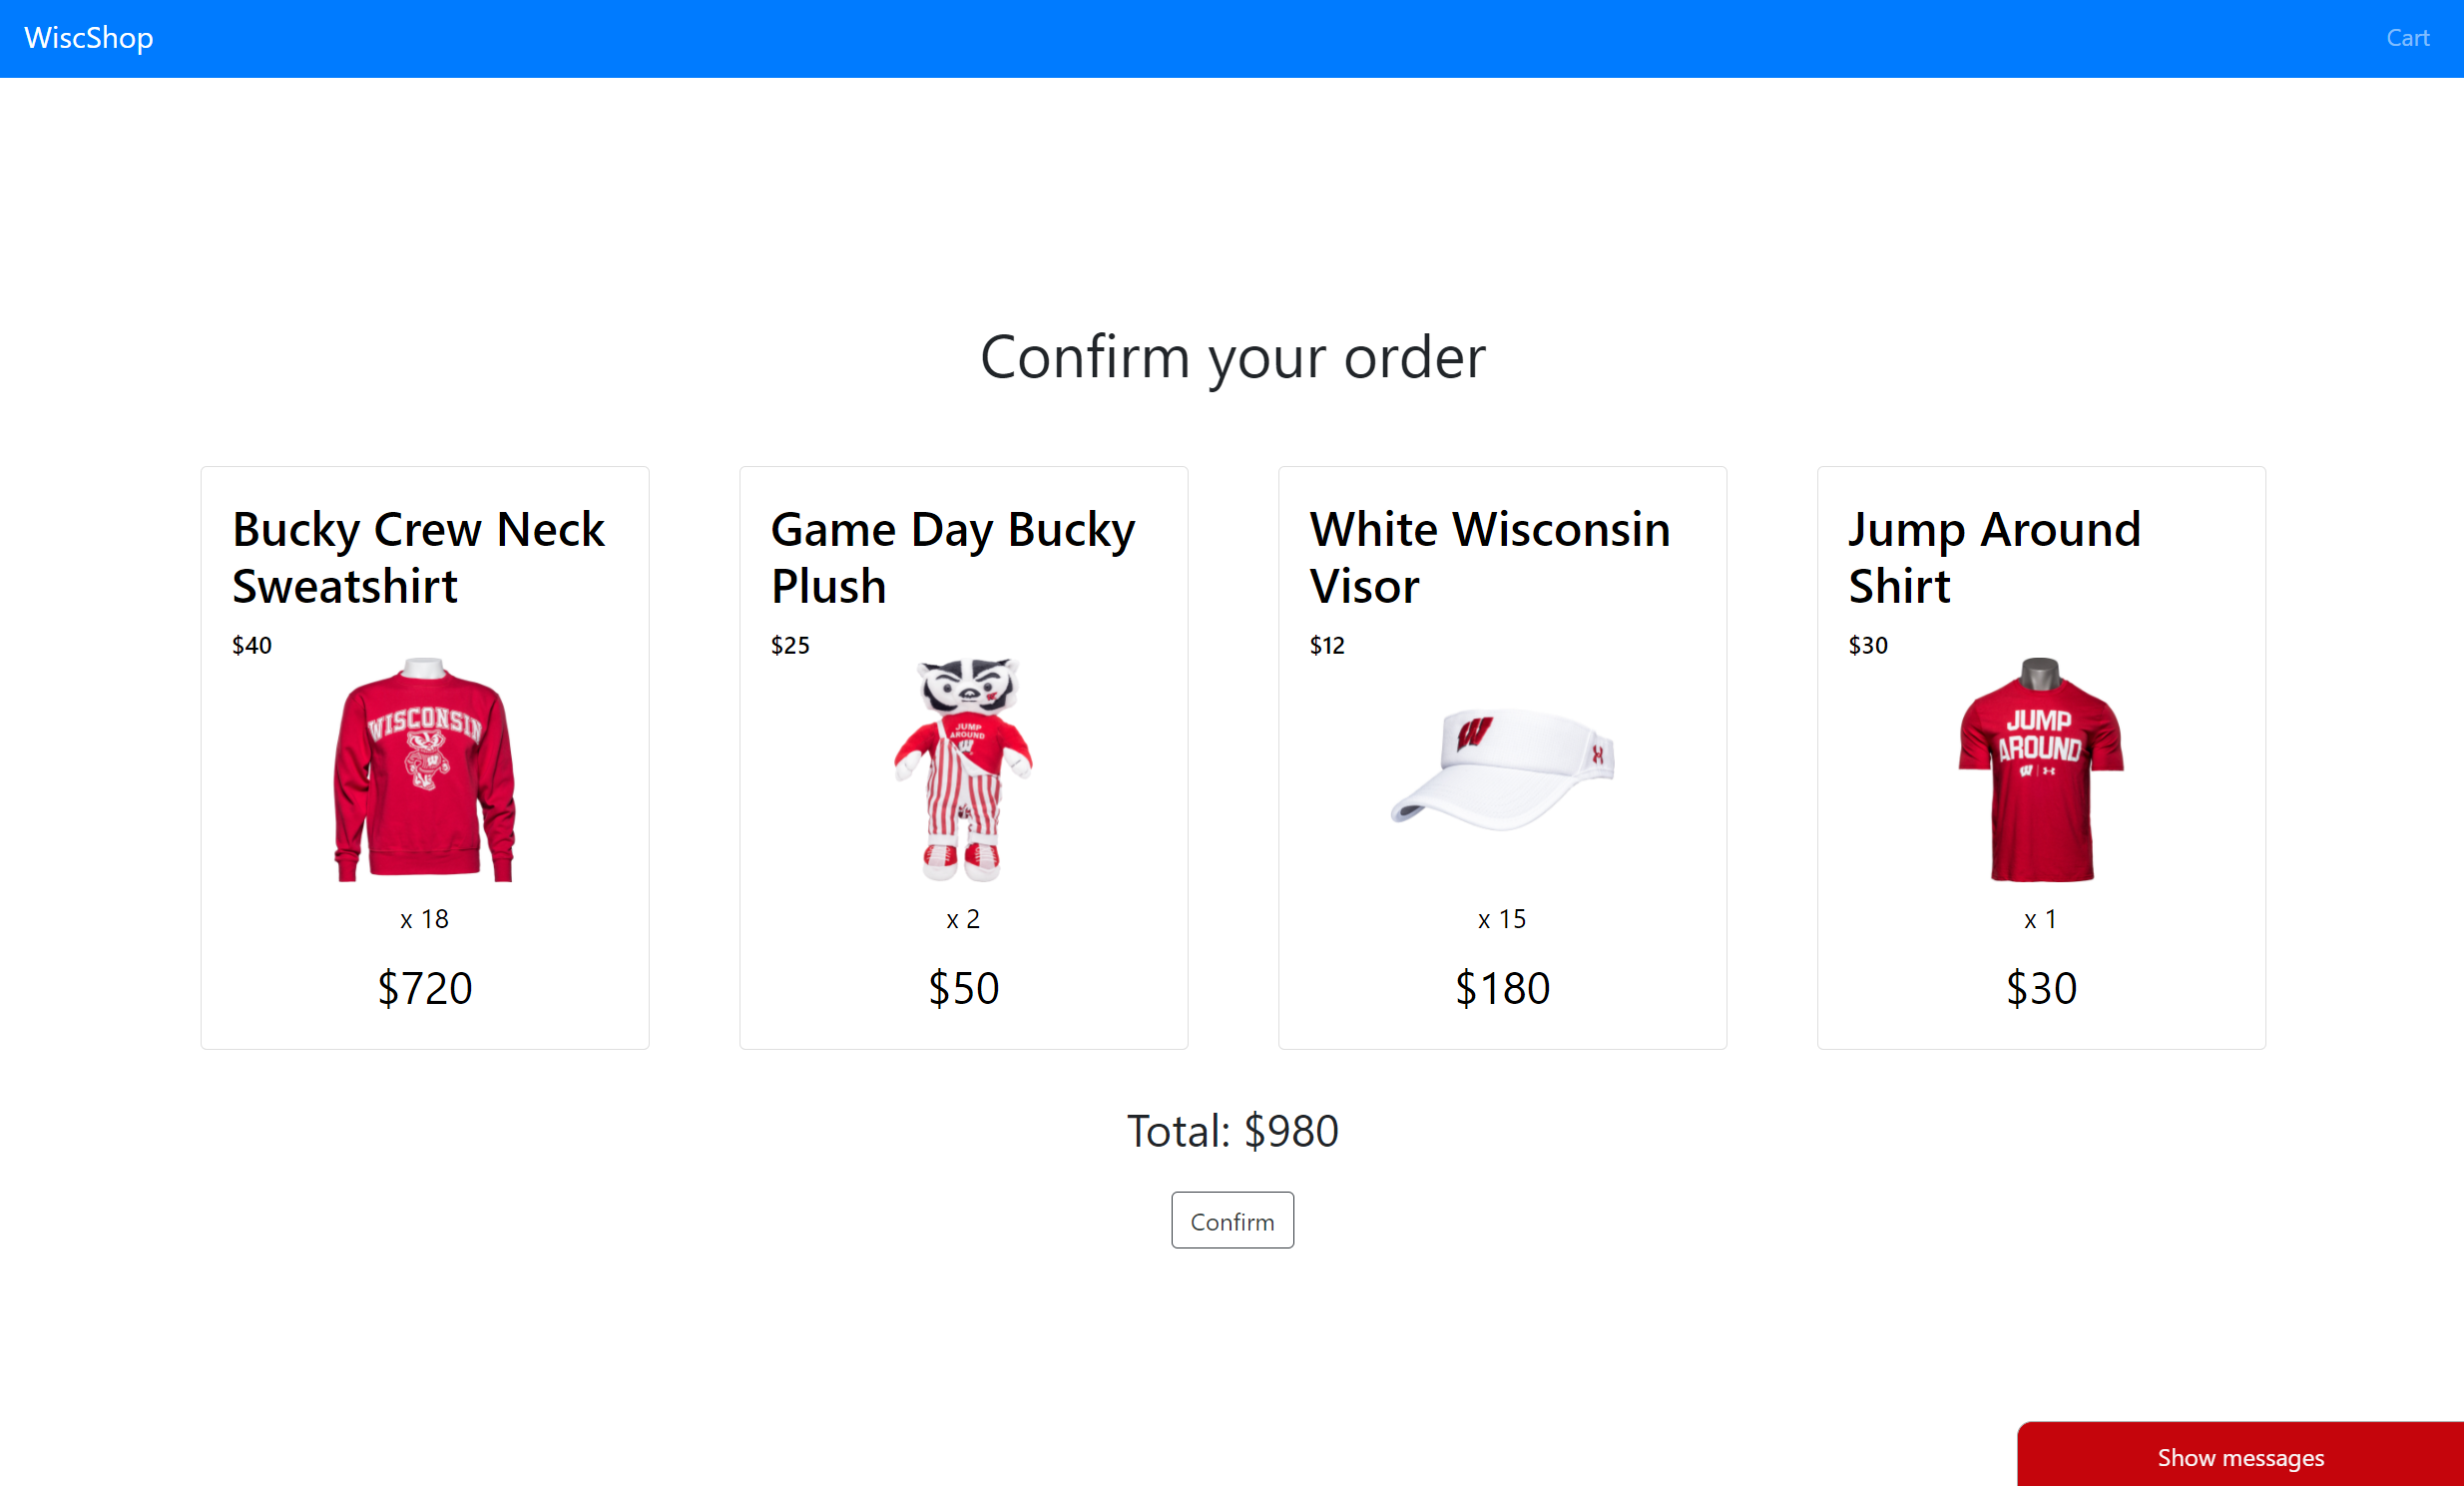 WiscShop
Cart
Confirm your order
Bucky Crew Neck
Sweatshirt
$40
WISCONSIN
W
x 18
$720
Game Day Bucky
Plush
$25
JUMP
AROUND
W
x 2
$50
White Wisconsin
Visor
$12
W
x 15
$180
Jump Around
Shirt
$30
JUMP
AROUND
W
x 1
$30
Total: $980
Confirm
Show messages